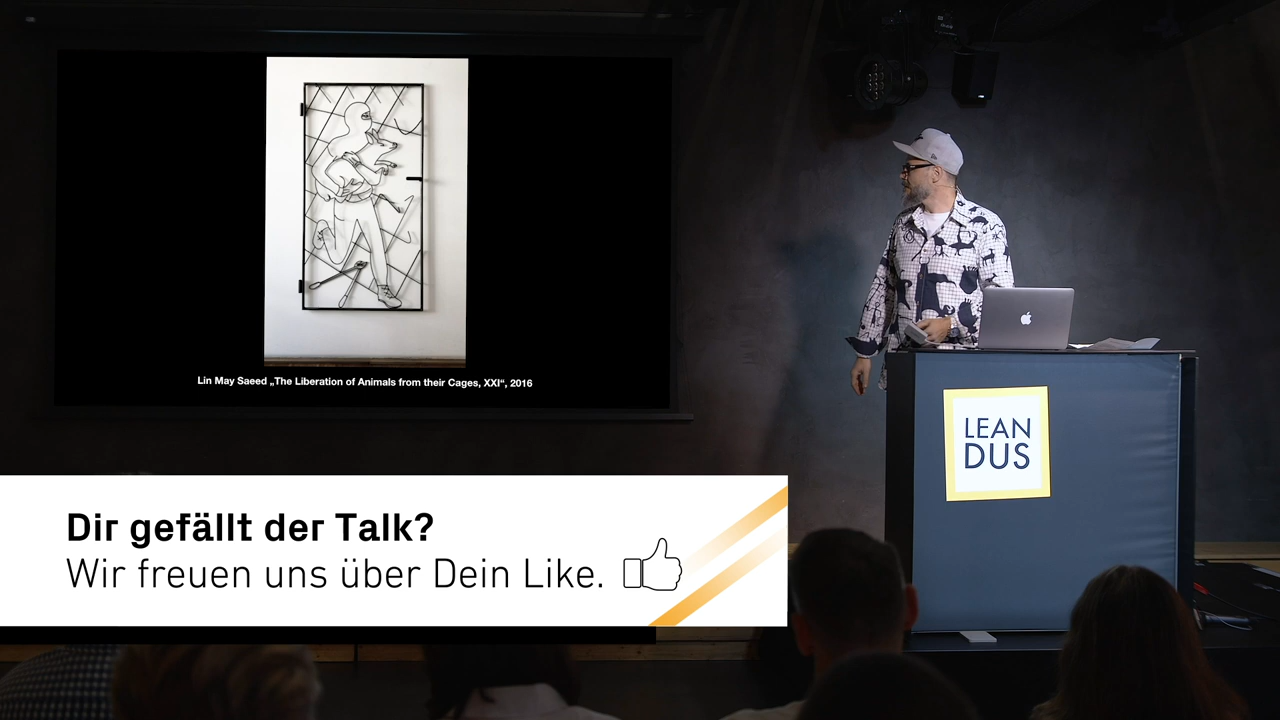 Lin May Saeed „The Liberation of Animals from their Cages, XXI“, 2016
LEAN
DUS
Dir gefällt der Talk?
Wir freuen uns über Dein Like.